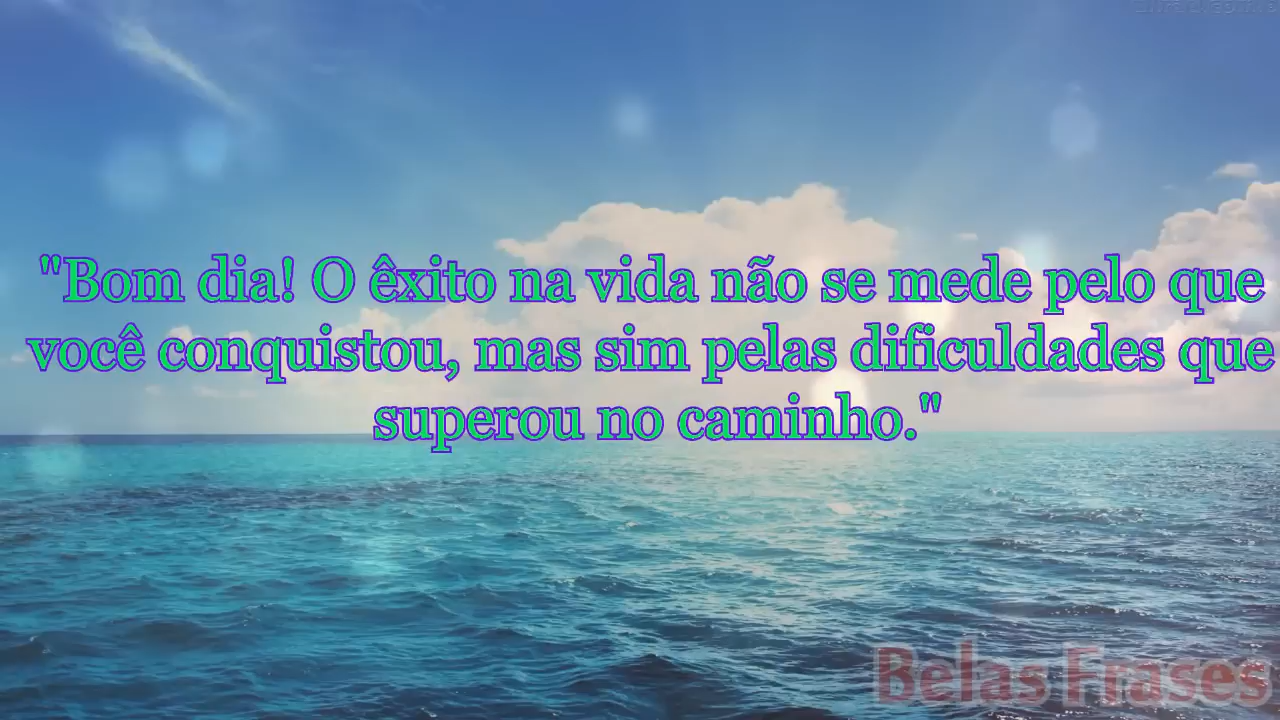 "Bom dia! O êxito na vida não se mede pelo que
você conquistou, mas sim pelas dificuldades que
superou no caminho."
Belas Frases